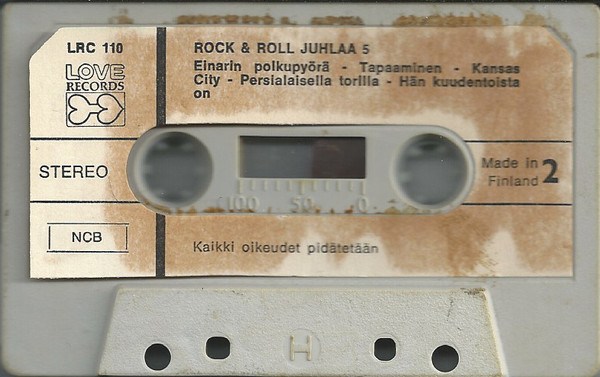 LRC 110
LOVE
RECORDS
STEREO
NCB
ROCK & ROLL JUHLAA 5
Einarin polkupyörä - Tapaaminen - Kansas
City - Persialaisella torilla - Hän kuudentoista
on
Made in
Finland 2
100 50 0
Kaikki oikeudet pidätetään
H